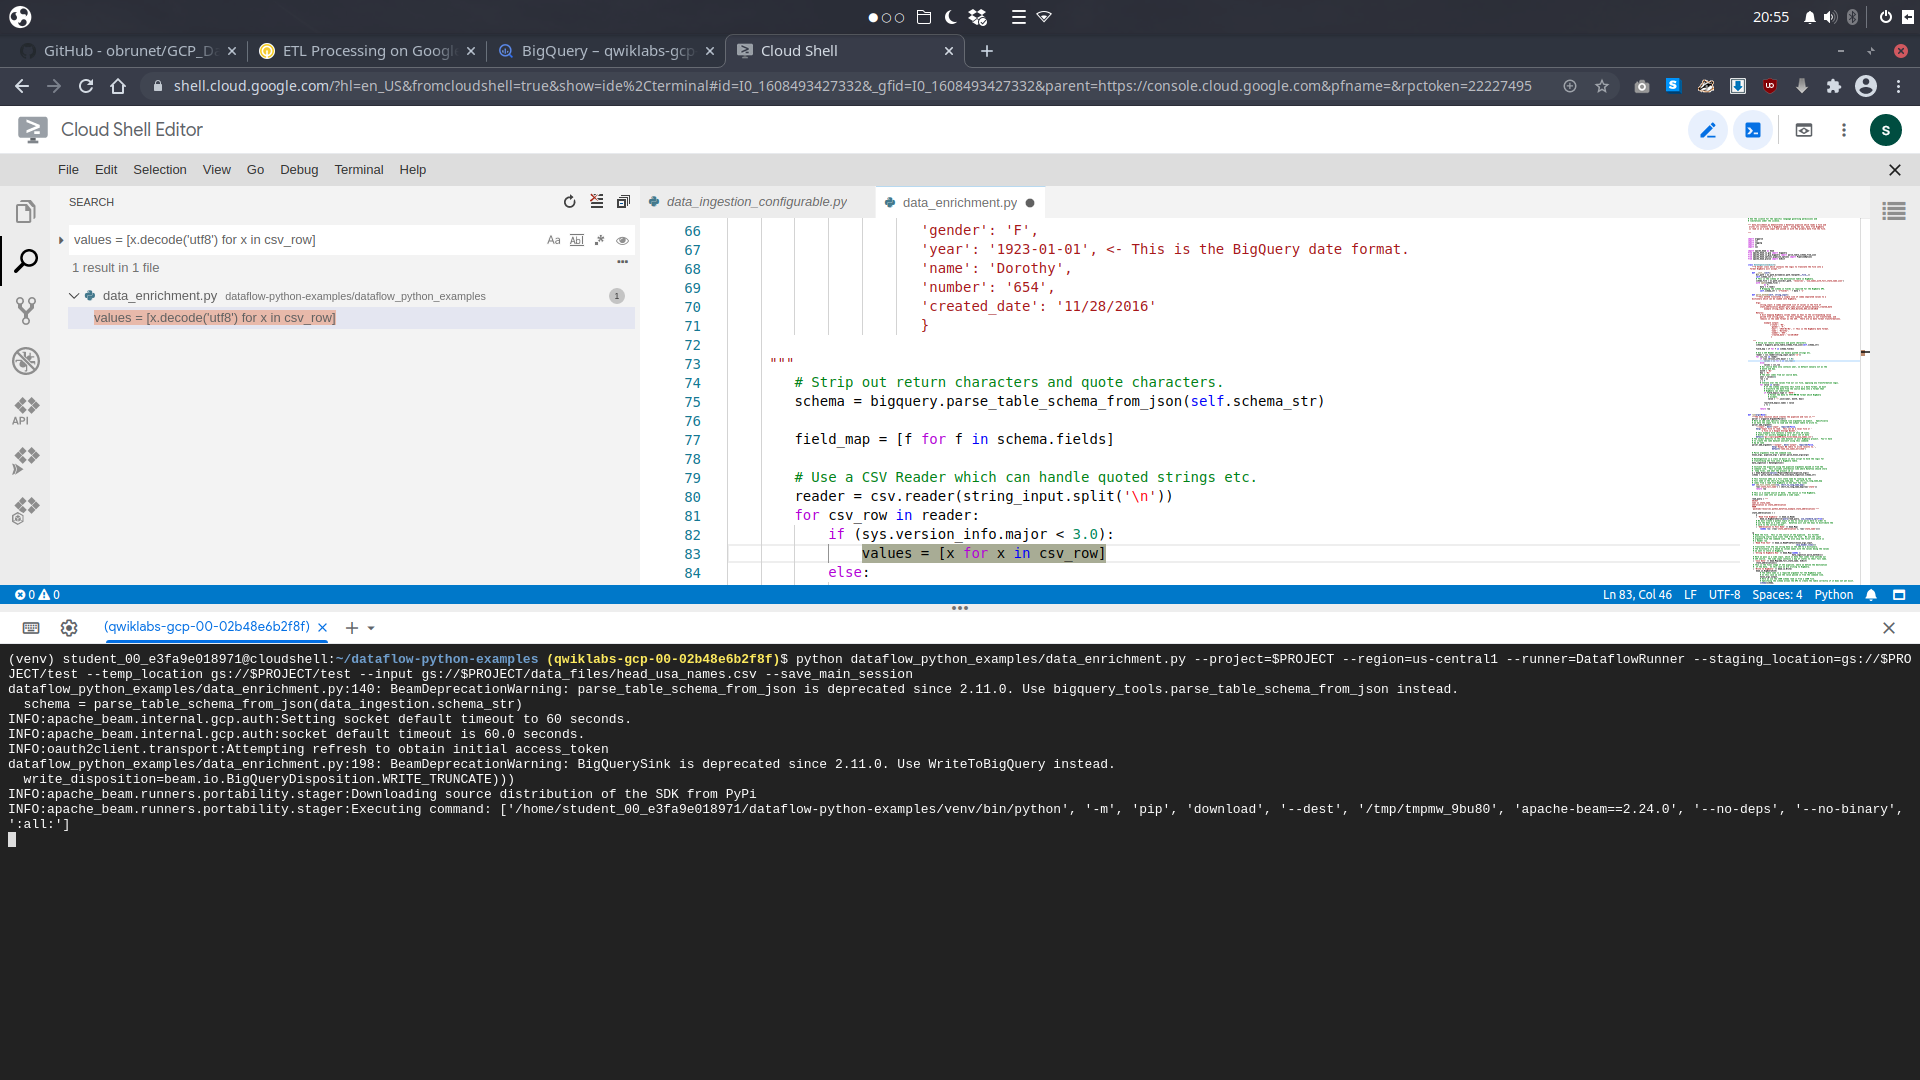 20:55
GitHub - obrunet/GCP_Da
ETL Processing on Google
BigQuery – qwiklabs-gcp
Cloud Shell
shell.cloud.google.com/?hl=en_US&fromcloudshell=true&show=ide%2Cterminal#id=I0_1608493427332&_gfid=I0_1608493427332&parent=https://console.cloud.google.com&pfname=&rpctoken=22227495
Cloud Shell Editor
S
File Edit Selection View Go Debug Terminal Help
SEARCH
values = [x.decode('utf8') for x in csv_row]
Aa Abl .*
1 result in 1 file
data_enrichment.py dataflow-python-examples/dataflow_python_examples 1
values = [x.decode('utf8') for x in csv_row]
API
data_ingestion_configurable.py
data_enrichment.py
66 'gender': 'F',
67 'year': '1923-01-01', <- This is the BigQuery date format.
68 'name': 'Dorothy',
69 'number': '654',
70 'created_date': '11/28/2016'
71 }
72
73 """
74 # Strip out return characters and quote characters.
75 schema = bigquery.parse_table_schema_from_json(self.schema_str)
76
77 field_map = [f for f in schema.fields]
78
79 # Use a CSV Reader which can handle quoted strings etc.
80 reader = csv.reader(string_input.split('\n'))
81 for csv_row in reader:
82 if (sys.version_info.major < 3.0):
83 values = [x for x in csv_row]
84 else:
0 0
Ln 83, Col 46 LF UTF-8 Spaces: 4 Python
(qwiklabs-gcp-00-02b48e6b2f8f)
(venv) student_00_e3fa9e018971@cloudshell:~/dataflow-python-examples (qwiklabs-gcp-00-02b48e6b2f8f)$ python dataflow_python_examples/data_enrichment.py --project=$PROJECT --region=us-central1 --runner=DataflowRunner --staging_location=gs://$PRO
JECT/test --temp_location gs://$PROJECT/test --input gs://$PROJECT/data_files/head_usa_names.csv --save_main_session
dataflow_python_examples/data_enrichment.py:140: BeamDeprecationWarning: parse_table_schema_from_json is deprecated since 2.11.0. Use bigquery_tools.parse_table_schema_from_json instead.
schema = parse_table_schema_from_json(data_ingestion.schema_str)
INFO:apache_beam.internal.gcp.auth:Setting socket default timeout to 60 seconds.
INFO:apache_beam.internal.gcp.auth:socket default timeout is 60.0 seconds.
INFO:oauth2client.transport:Attempting refresh to obtain initial access_token
dataflow_python_examples/data_enrichment.py:198: BeamDeprecationWarning: BigQuerySink is deprecated since 2.11.0. Use WriteToBigQuery instead.
write_disposition=beam.io.BigQueryDisposition.WRITE_TRUNCATE)))
INFO:apache_beam.runners.portability.stager:Downloading source distribution of the SDK from PyPi
INFO:apache_beam.runners.portability.stager:Executing command: ['/home/student_00_e3fa9e018971/dataflow-python-examples/venv/bin/python', '-m', 'pip', 'download', '--dest', '/tmp/tmpmw_9bu80', 'apache-beam==2.24.0', '--no-deps', '--no-binary',
':all:']